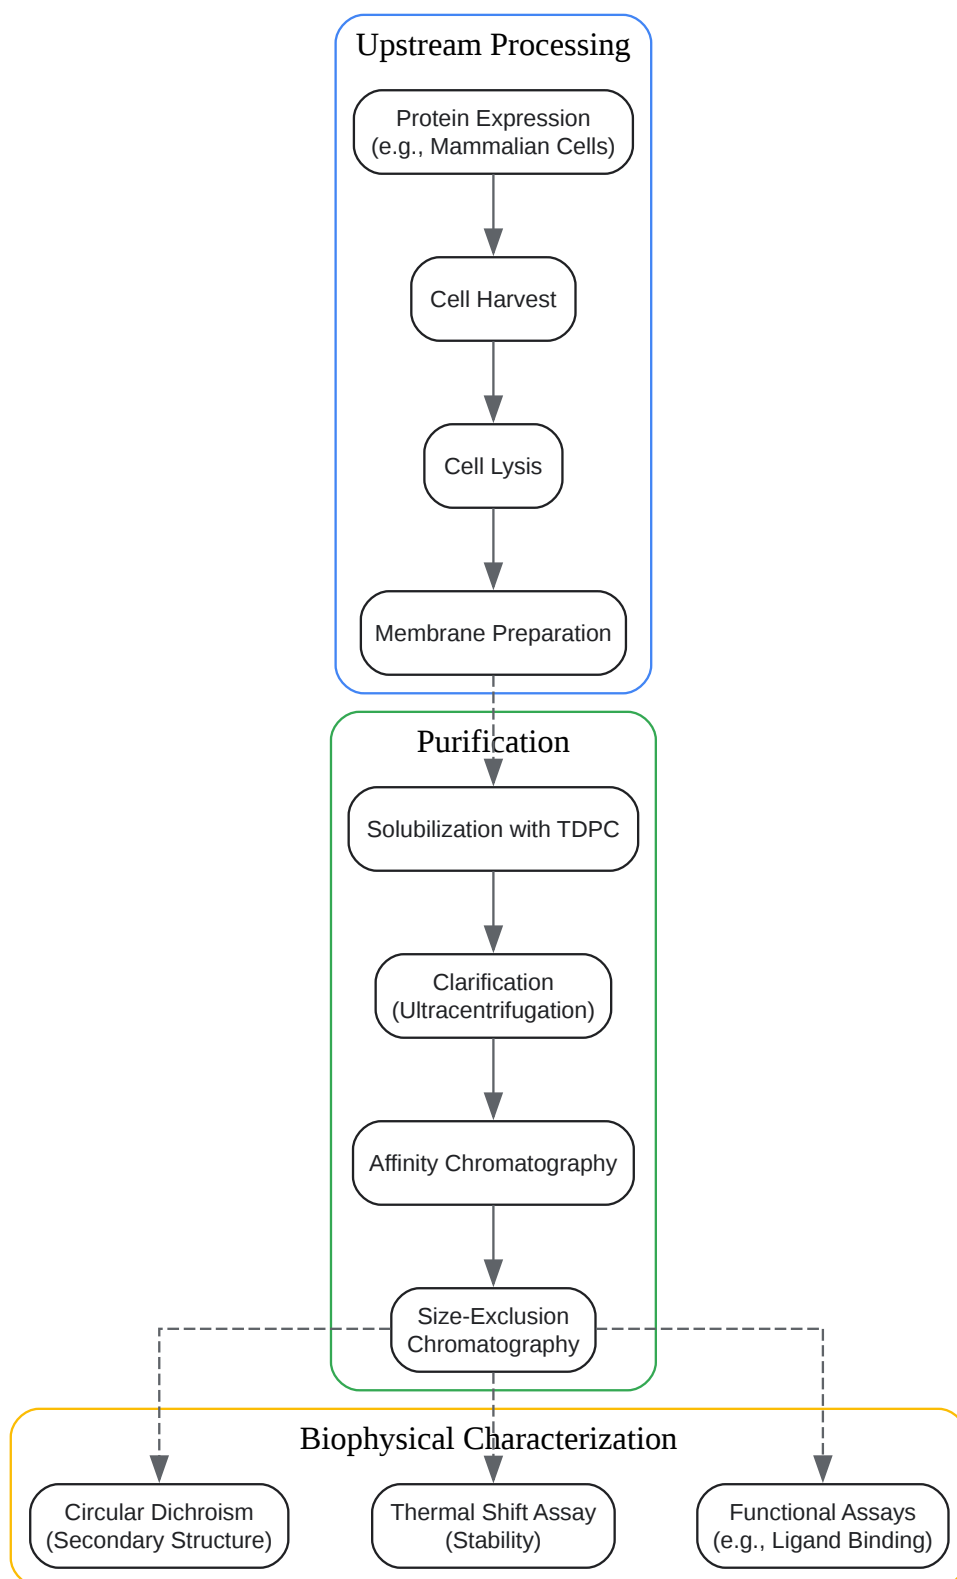 Upstream Processing
Protein Expression
(e.g., Mammalian Cells)
Cell Harvest
Cell Lysis
Membrane Preparation
Purification
Solubilization with TDPC
Clarification
(Ultracentrifugation)
Affinity Chromatography
Size-Exclusion
Chromatography
Biophysical Characterization
Circular Dichroism
(Secondary Structure)
Thermal Shift Assay
(Stability)
Functional Assays
(e.g., Ligand Binding)